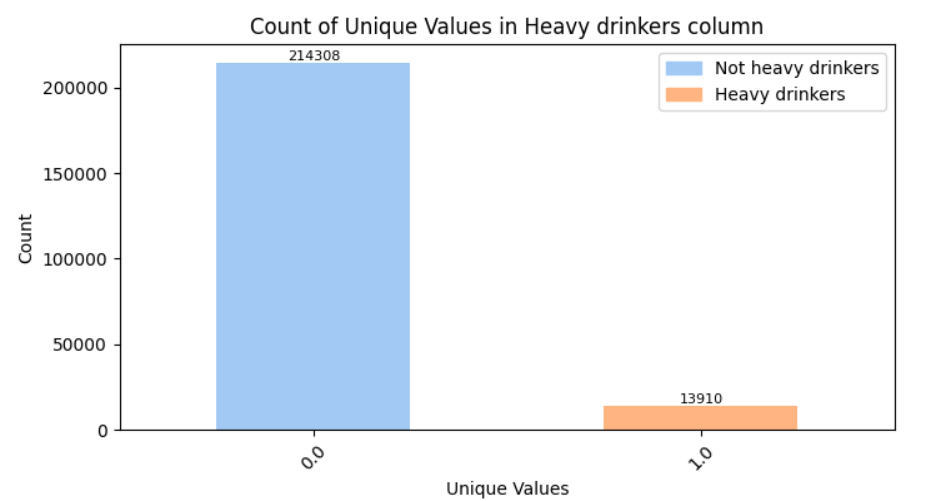 Count of Unique Values in Heavy drinkers column
214308
Not heavy drinkers
Heavy drinkers
200000
150000
100000
50000
0
Count
13910
0.0
1.0
Unique Values